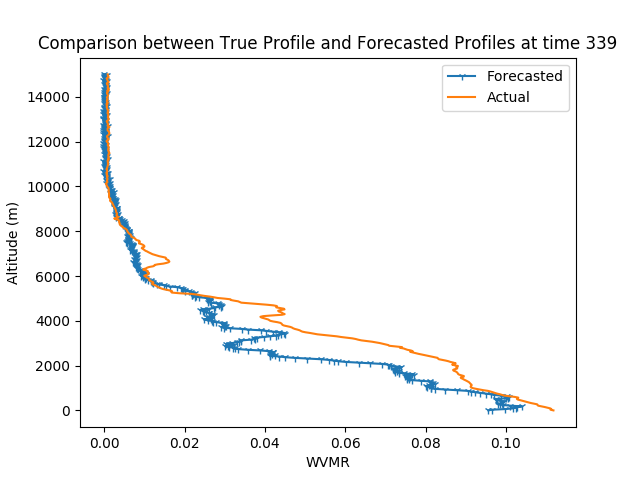 Comparison between True Profile and Forecasted Profiles at time 339
Forecasted
Actual
14000
12000
10000
8000
6000
4000
2000
0
Altitude (m)
0.00 0.02 0.04 0.06 0.08 0.10
WVMR